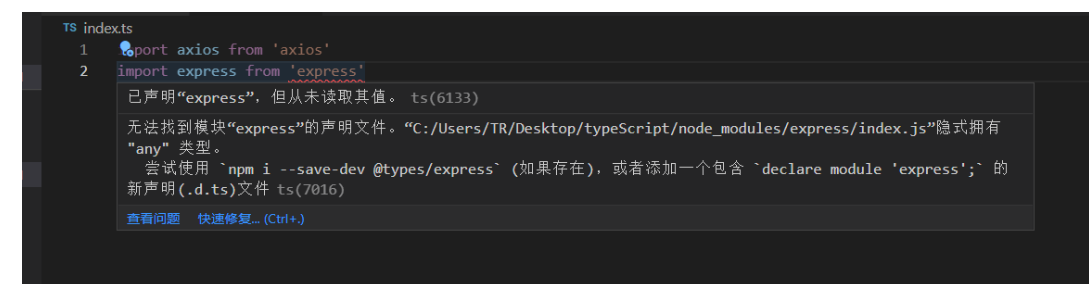 TS index.ts
1 port axios from 'axios'
2 import express from 'express'
已声明“express”，但从未读取其值。 ts(6133)
无法找到模块“express”的声明文件。“C:/Users/TR/Desktop/typeScript/node_modules/express/index.js”隐式拥有
"any" 类型。
尝试使用 `npm i --save-dev @types/express` (如果存在)，或者添加一个包含 `declare module 'express';` 的
新声明(.d.ts)文件 ts(7016)
查看问题 快速修复... (Ctrl+.)